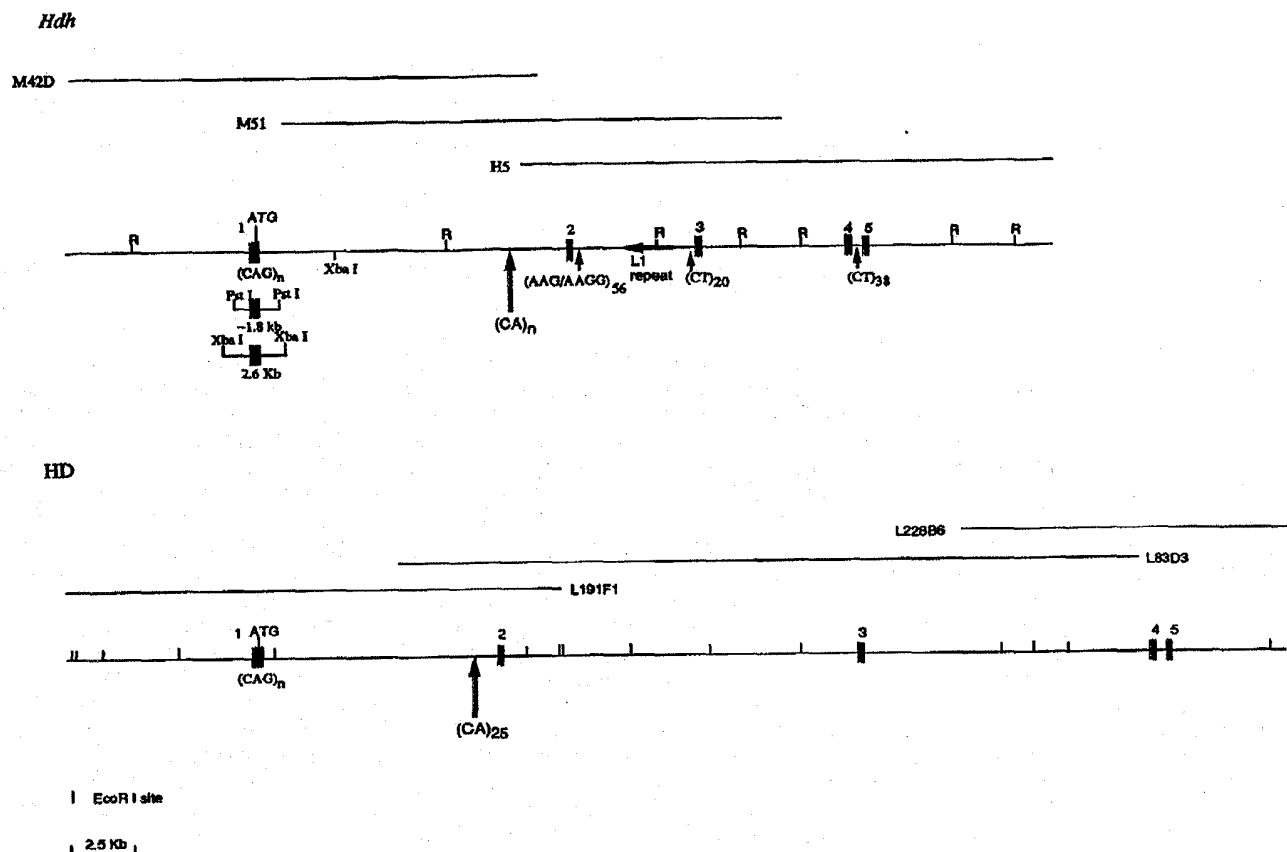 Hdh
M42D
M51
H5
R 1 ATG R 2 R 3 R R 4 5 R R
(CAG)n Xba I (AAG/AAGG)56 L1 repeat (CT)20 (CT)38
Pst I Pst I
~1.8 kb
(CA)n
Xba I Xba I
2.6 Kb
HD
L228B6
L83D3
L191F1
1 ATG 2 3 4 5
(CAG)n
(CA)25
EcoR I site
2.5 Kb